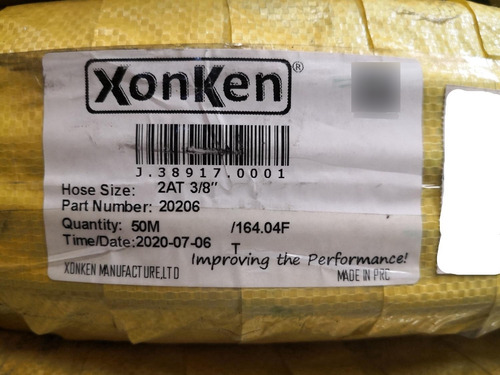 XonKen®
J.38917.0001
Hose Size: 2AT 3/8"
Part Number: 20206
Quantity: 50M /164.04F
T
Time/Date:2020-07-06
Improving the Performance!
XONKEN MANUFACTURE,LTD MADE IN PRC